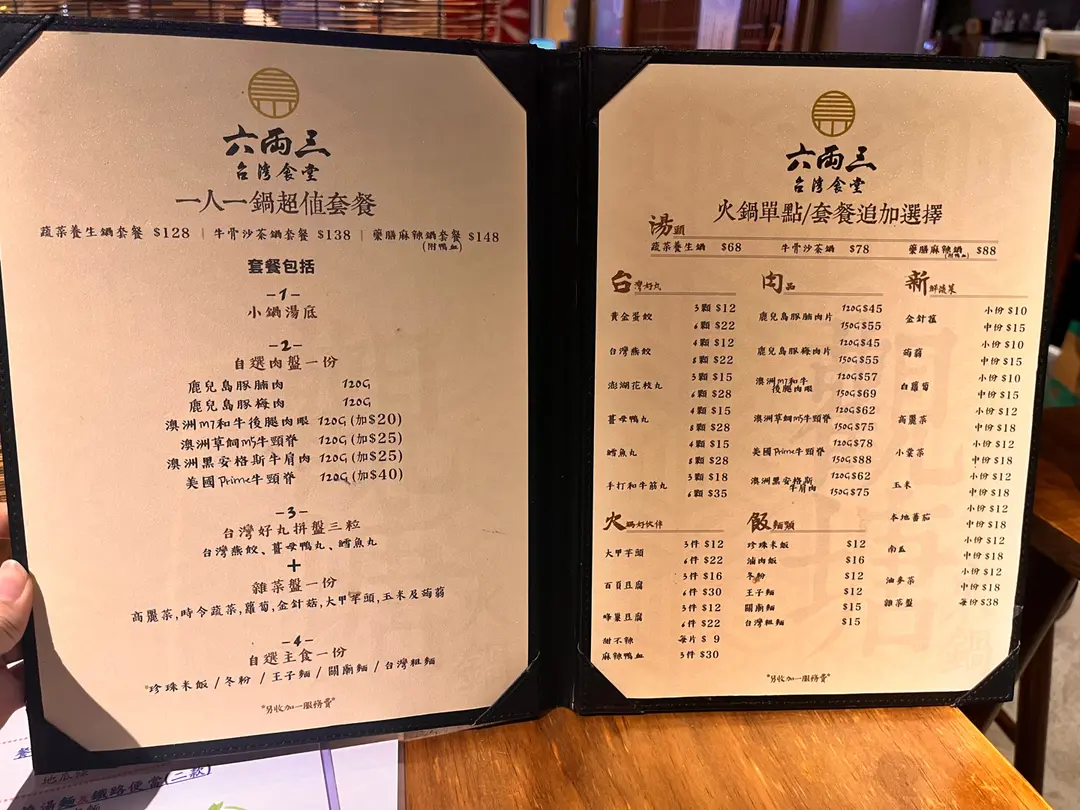 六両三
台湾食堂
一人一鍋超值套餐
蔬菜養生鍋套餐 $128 | 牛骨沙茶鍋套餐 $138 | 藥膳麻辣鍋套餐 $148
(附鴨血)
套餐包括
-1-
小鍋湯底
-2-
自選肉盤一份
鹿兒島豚腩肉 120G
鹿兒島豚梅肉 120G
澳洲M7和牛後腿肉眼 120G (加$20)
澳洲草飼M5牛頸脊 120G (加$25)
澳洲黑安格斯牛肩肉 120G (加$25)
美國Prime牛頸脊 120G (加$40)
-3-
台灣好丸拼盤三粒
台灣燕餃、薑母鴨丸、鱈魚丸
+
雜菜盤一份
高麗菜,時令蔬菜,蘿蔔,金針菇,大甲芋頭,玉米及蒟蒻
-4-
自選主食一份
*珍珠米飯 / 冬粉 / 王子麵 / 關廟麵 / 台灣粗麵
*另收加一服務費*
六両三
台湾食堂
火鍋單點/套餐追加選擇
湯頭
蔬菜養生鍋 $68 牛骨沙茶鍋 $78 藥膳麻辣鍋 $88
(附鴨血)
台灣好丸
黃金蛋餃 3顆 $12
6顆 $22
台灣燕餃 4顆 $12
8顆 $22
澎湖花枝丸 3顆 $15
6顆 $28
薑母鴨丸 4顆 $15
8顆 $28
鱈魚丸 4顆 $15
8顆 $28
手打和牛筋丸 3顆 $18
6顆 $35
肉品
鹿兒島豚腩肉片 120G $45
150G $55
鹿兒島豚梅肉片 120G $45
150G $55
澳洲M7和牛後腿肉眼 120G $57
150G $69
澳洲草飼M5牛頸脊 120G $62
150G $75
美國Prime牛頸脊 120G $78
150G $88
澳洲黑安格斯牛肩肉 120G $62
150G $75
新鮮蔬菜
金針菇 小份 $10
中份 $15
蒟蒻 小份 $10
中份 $15
白蘿蔔 小份 $10
中份 $15
高麗菜 小份 $12
中份 $18
小棠菜 小份 $12
中份 $18
玉米 小份 $12
中份 $18
本地蕃茄 小份 $12
中份 $18
南瓜 小份 $12
中份 $18
油麥菜 小份 $12
中份 $18
雜菜盤 每份 $38
火鍋好伙伴
大甲芋頭 3件 $12
6件 $22
百頁豆腐 3件 $16
6件 $30
蜂巢豆腐 3件 $12
6件 $22
甜不辣 每片 $ 9
麻辣鴨血 3件 $30
飯麵類
珍珠米飯 $12
滷肉飯 $16
冬粉 $12
王子麵 $12
關廟麵 $15
台灣粗麵 $15
*另收加一服務費*
湯麵及鐵路便當(二款)